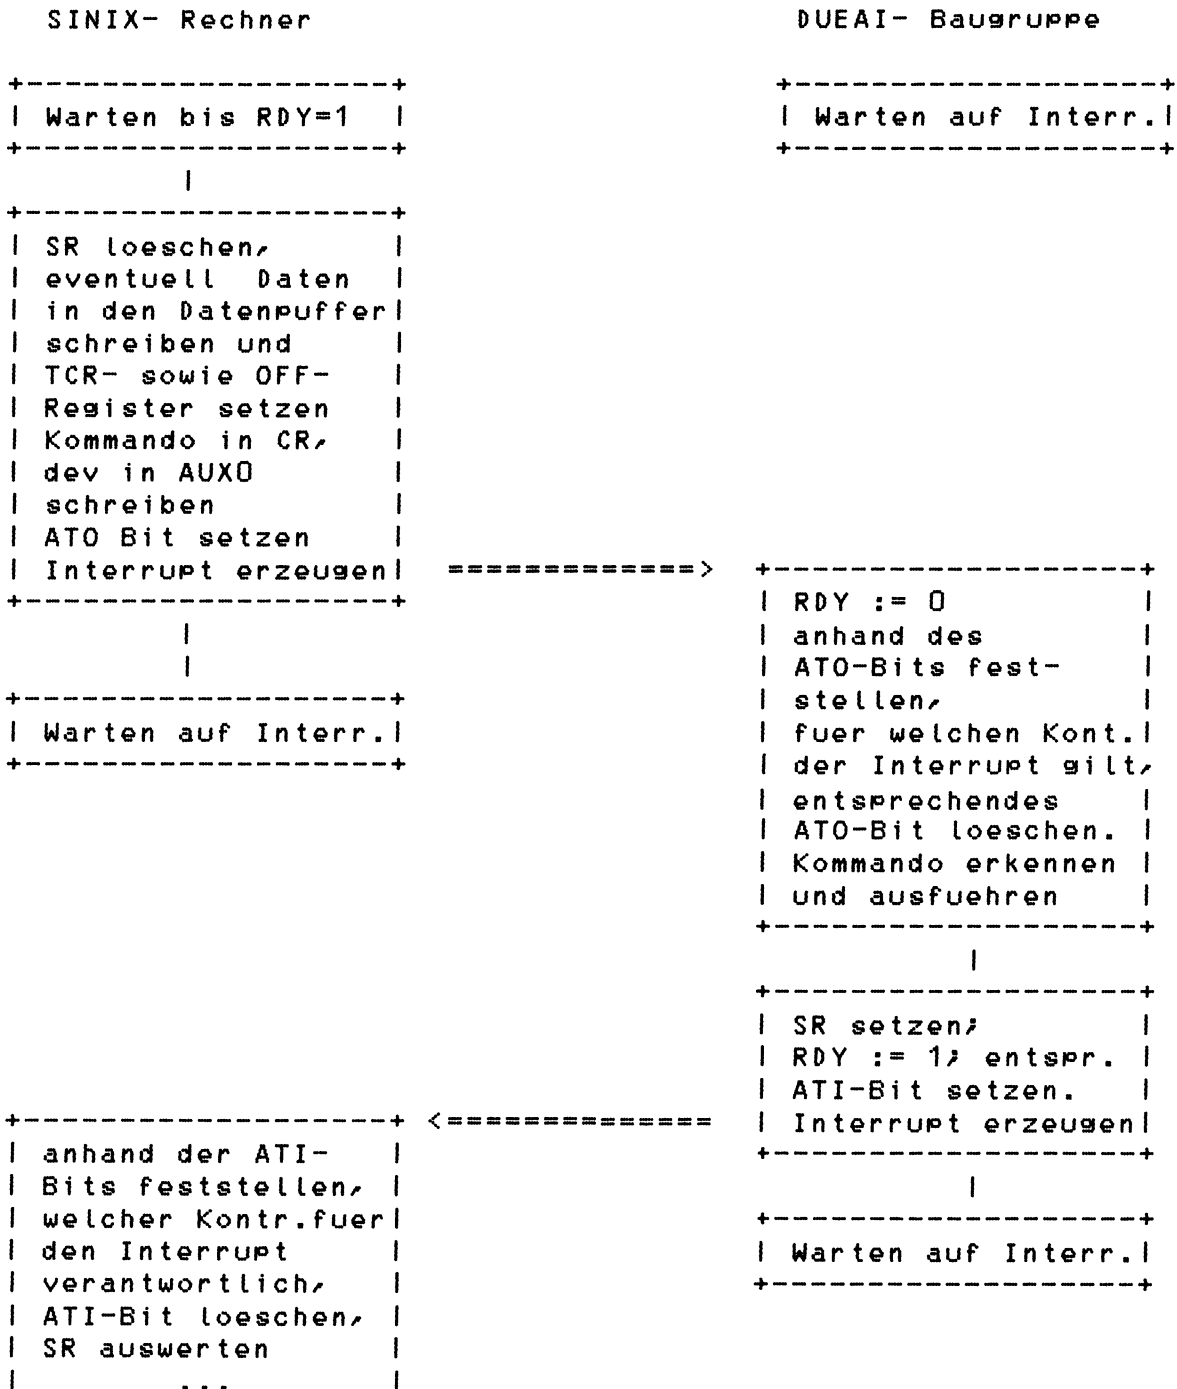 SINIX- Rechner DUEAI- Baugruppe
Warten bis RDY=1 Warten auf Interr.
SR loeschen,
eventuell Daten
in den Datenpuffer
schreiben und
TCR- sowie OFF-
Register setzen
Kommando in CR,
dev in AUX0
schreiben
ATO Bit setzen
Interrupt erzeugen =============>
Warten auf Interr.
RDY := 0
anhand des
ATO-Bits fest-
stellen,
fuer welchen Kont.
der Interrupt gilt,
entsprechendes
ATO-Bit loeschen.
Kommando erkennen
und ausfuehren
SR setzen;
RDY := 1; entspr.
ATI-Bit setzen.
<============== Interrupt erzeugen
anhand der ATI-
Bits feststellen,
welcher Kontr.fuer
den Interrupt
verantwortlich,
ATI-Bit loeschen,
SR auswerten
...
Warten auf Interr.